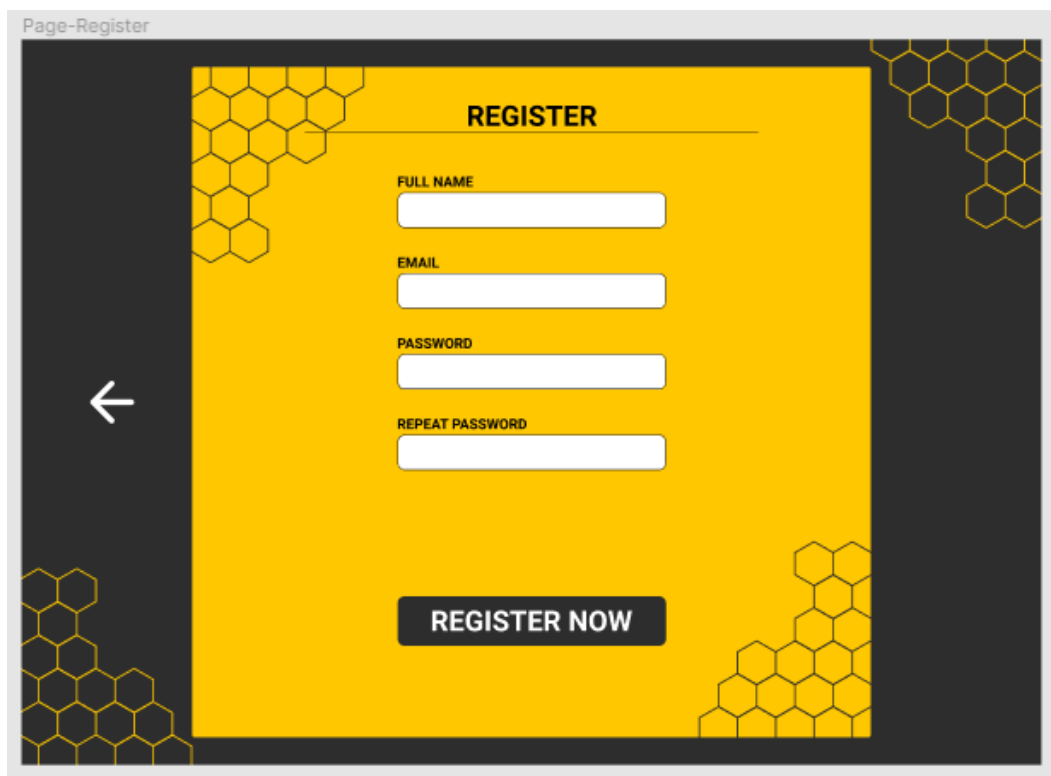 Page-Register
REGISTER
FULL NAME
EMAIL
PASSWORD
REPEAT PASSWORD
REGISTER NOW